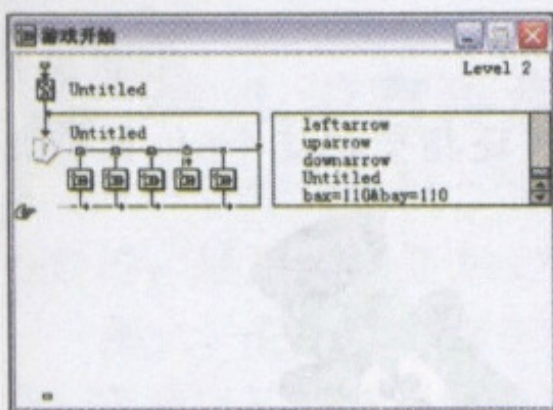 游戏开始
Level 2
Untitled
Untitled
leftarrow
uparrow
downarrow
Untitled
bax=110&bay=110